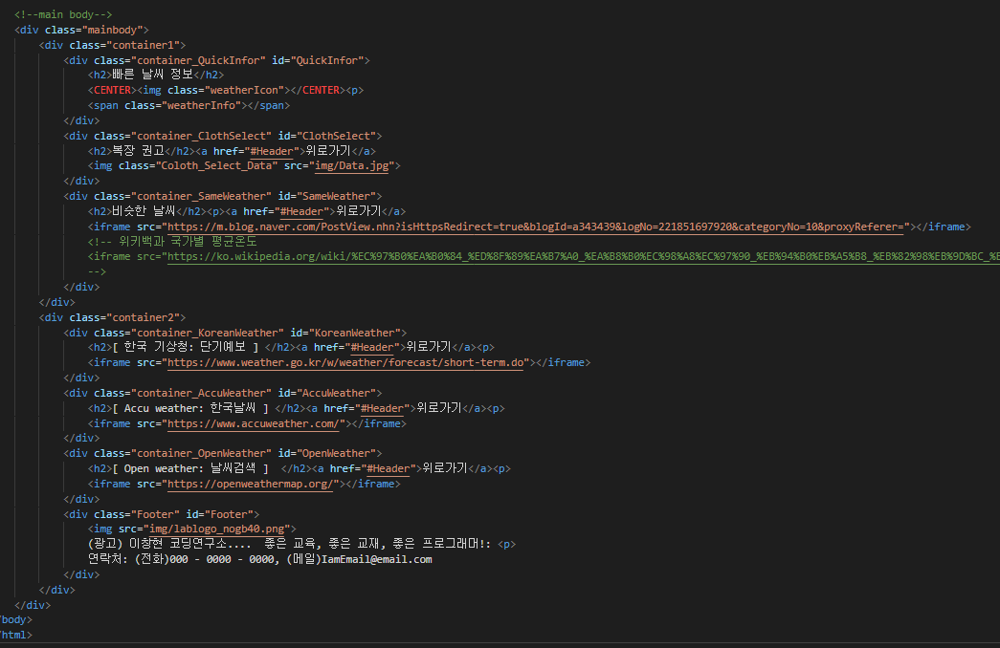 <!--main body-->
<div class="mainbody">
<div class="container1">
<div class="container_QuickInfor" id="QuickInfor">
<h2>빠른 날씨 정보</h2>
<CENTER><img class="weatherIcon"></CENTER><p>
<span class="weatherInfo"></span>
</div>
<div class="container_ClothSelect" id="ClothSelect">
<h2>복장 권고</h2><a href="#Header">위로가기</a>
<img class="Coloth_Select_Data" src="img/Data.jpg">
</div>
<div class="container_SameWeather" id="SameWeather">
<h2>비슷한 날씨</h2><p><a href="#Header">위로가기</a>
<iframe src="https://m.blog.naver.com/PostView.nhn?isHttpsRedirect=true&blogId=a343439&logNo=221851697920&categoryNo=10&proxyReferer="></iframe>
<!-- 위키백과 국가별 평균온도
<iframe src="https://ko.wikipedia.org/wiki/%EC%97%B0%EA%B0%84_%ED%8F%89%EA%B7%A0_%EA%B8%B0%EC%98%A8%EC%97%90_%EB%94%B0%EB%A5%B8_%EB%82%98%EB%9D%BC_%E
-->
</div>
</div>
<div class="container2">
<div class="container_KoreanWeather" id="KoreanWeather">
<h2>[ 한국 기상청: 단기예보 ] </h2><a href="#Header">위로가기</a><p>
<iframe src="https://www.weather.go.kr/w/weather/forecast/short-term.do"></iframe>
</div>
<div class="container_AccuWeather" id="AccuWeather">
<h2>[ Accu weather: 한국날씨 ] </h2><a href="#Header">위로가기</a><p>
<iframe src="https://www.accuweather.com/"></iframe>
</div>
<div class="container_OpenWeather" id="OpenWeather">
<h2>[ Open weather: 날씨검색 ]  </h2><a href="#Header">위로가기</a><p>
<iframe src="https://openweathermap.org/"></iframe>
</div>
<div class="Footer" id="Footer">
<img src="img/lablogo_nogb40.png">
(광고) 이창현 코딩연구소....  좋은 교육, 좋은 교재, 좋은 프로그래머!: <p>
연락처: (전화)000 - 0000 - 0000, (메일)IamEmail@email.com
</div>
</div>
</div>
/body>
/html>